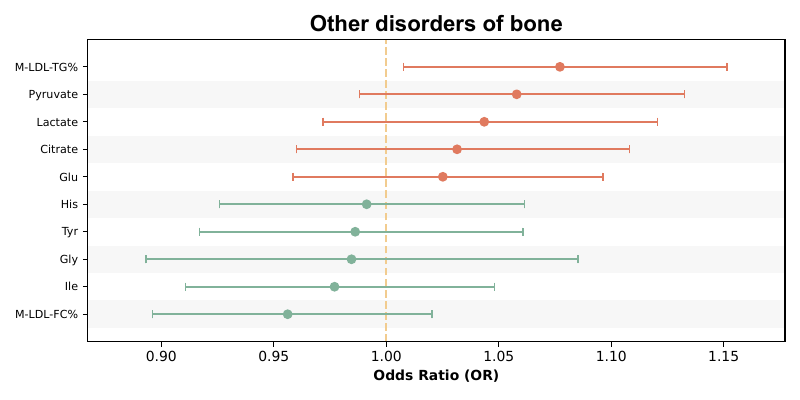 Other disorders of bone
M-LDL-TG%
Pyruvate
Lactate
Citrate
Glu
His
Tyr
Gly
Ile
M-LDL-FC%
0.90 0.95 1.00 1.05 1.10 1.15
Odds Ratio (OR)